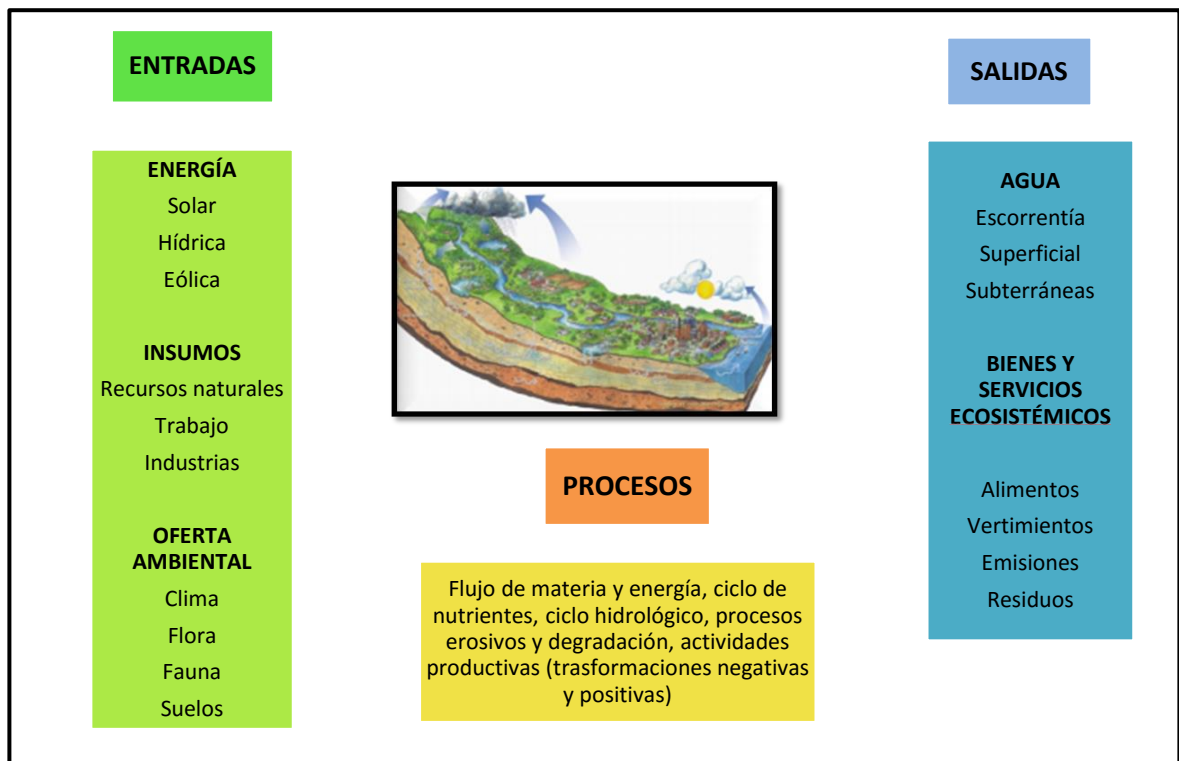 ENTRADAS
ENERGÍA
Solar
Hídrica
Eólica
INSUMOS
Recursos naturales
Trabajo
Industrias
OFERTA
AMBIENTAL
Clima
Flora
Fauna
Suelos
PROCESOS
Flujo de materia y energía, ciclo de
nutrientes, ciclo hidrológico, procesos
erosivos y degradación, actividades
productivas (trasformaciones negativas
y positivas)
SALIDAS
AGUA
Escorrentía
Superficial
Subterráneas
BIENES Y
SERVICIOS
ECOSISTÉMICOS
Alimentos
Vertimientos
Emisiones
Residuos